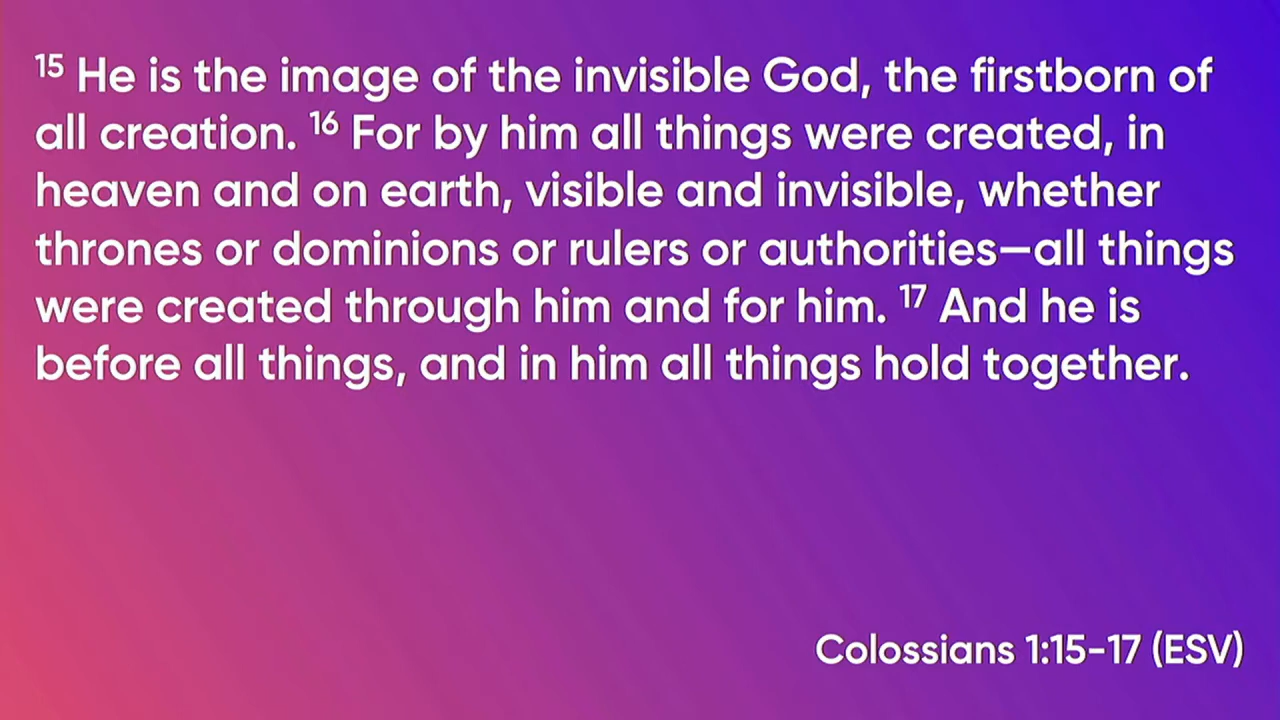 15 He is the image of the invisible God, the firstborn of
all creation. 16 For by him all things were created, in
heaven and on earth, visible and invisible, whether
thrones or dominions or rulers or authorities—all things
were created through him and for him. 17 And he is
before all things, and in him all things hold together.
Colossians 1:15-17 (ESV)